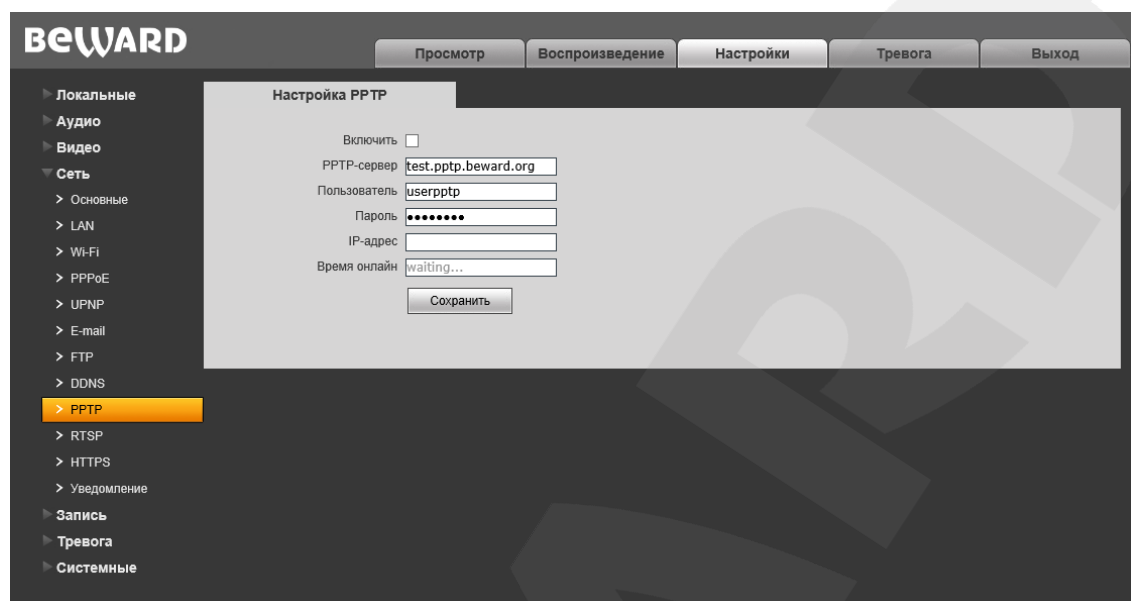 BEWARD
Просмотр
Воспроизведение
Настройки
Тревога
Выход
Локальные
Аудио
Видео
Сеть
Основные
LAN
Wi-Fi
PPPoE
UPNP
E-mail
FTP
DDNS
PPTP
RTSP
HTTPS
Уведомление
Запись
Тревога
Системные
Настройка PPTP
Включить
PPTP-сервер test.pptp.beward.org
Пользователь userpptp
Пароль ••••••••
IP-адрес
Время онлайн waiting...
Сохранить